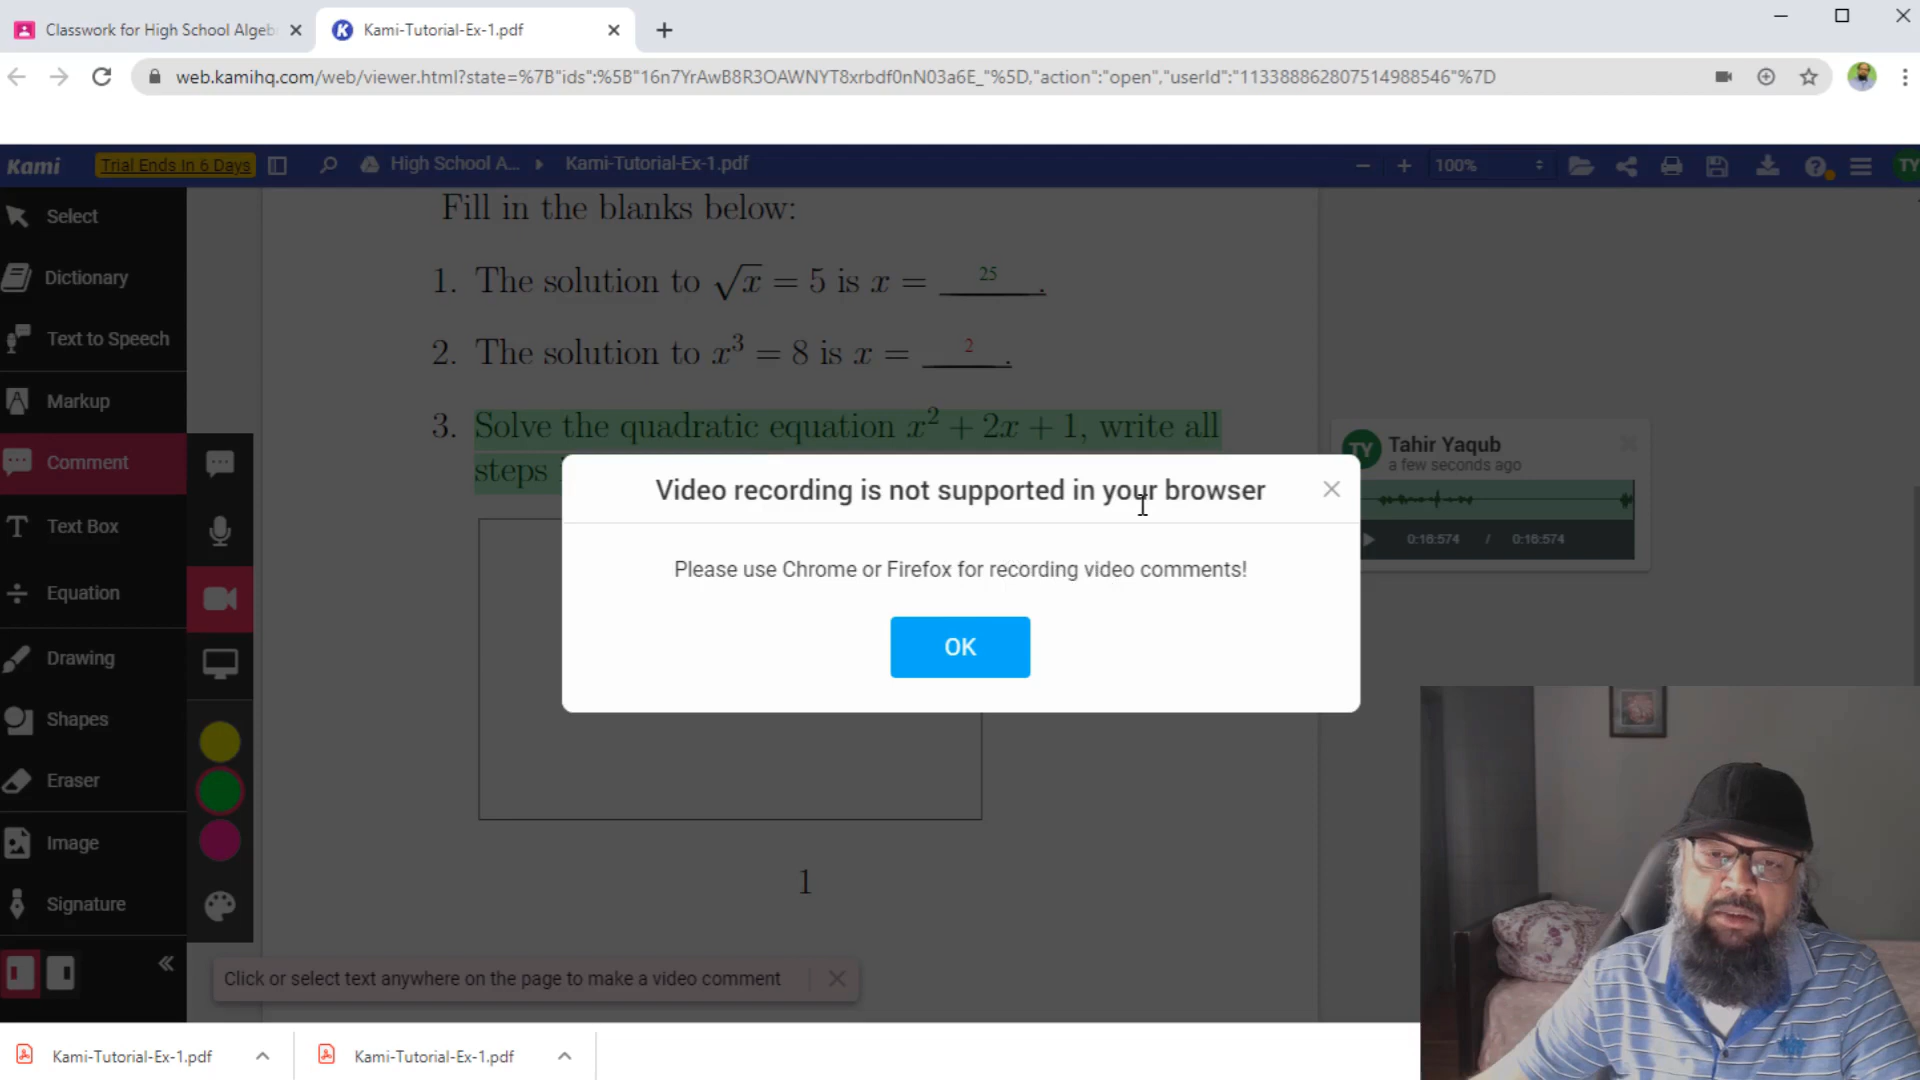 Classwork for High School Algeb
Kami-Tutorial-Ex-1.pdf
web.kamihq.com/web/viewer.html?state=%7B"ids":%5B"16n7YrAwB8R3OAWNYT8xrbdf0nN03a6E_"%5D,"action":"open","userId":"113388862807514988546"%7D
Kami
Trial Ends In 6 Days
High School A...
Kami-Tutorial-Ex-1.pdf
100%
TY
Select
Dictionary
Text to Speech
Markup
Comment
Text Box
Equation
Drawing
Shapes
Eraser
Image
Signature
Fill in the blanks below:
1. The solution to √x = 5 is x = 25 .
2. The solution to x³ = 8 is x = 2 .
3. Solve the quadratic equation x² + 2x + 1, write all
steps
TY
Tahir Yaqub
a few seconds ago
0:16:574 / 0:16:574
Video recording is not supported in your browser
Please use Chrome or Firefox for recording video comments!
OK
1
Click or select text anywhere on the page to make a video comment
Kami-Tutorial-Ex-1.pdf
Kami-Tutorial-Ex-1.pdf